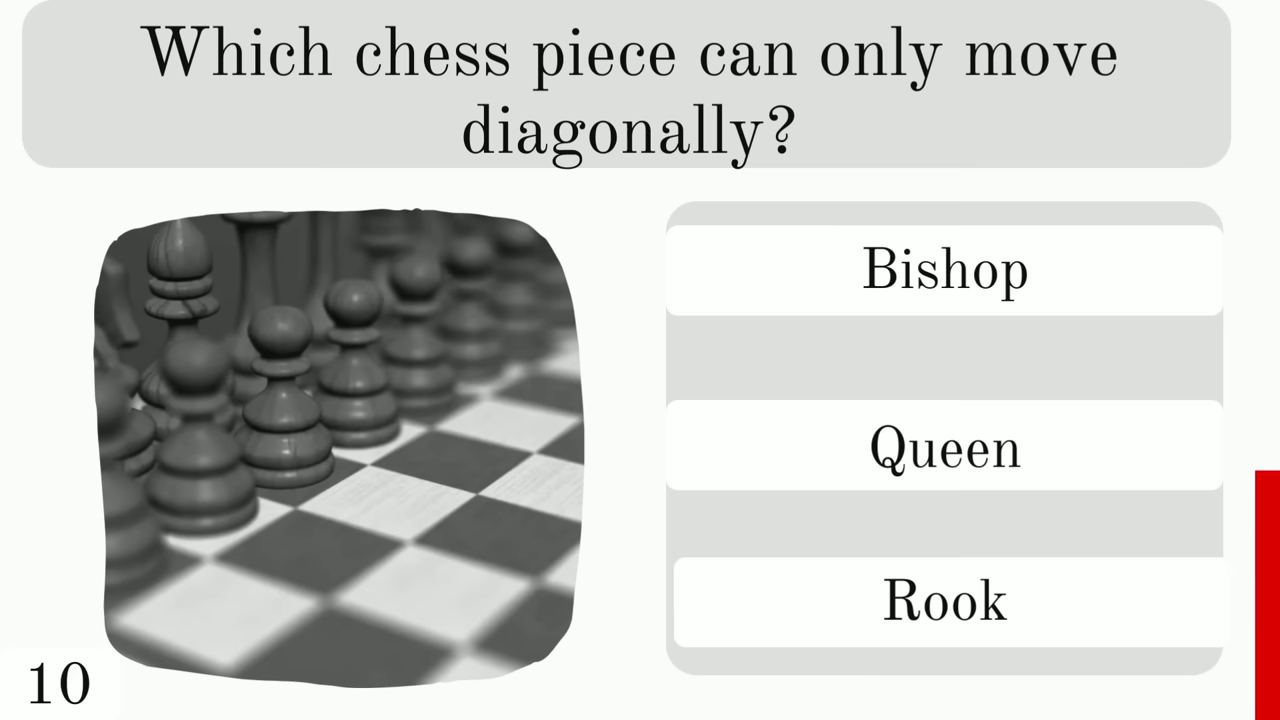 Which chess piece can only move
diagonally?
Bishop
Queen
Rook
10